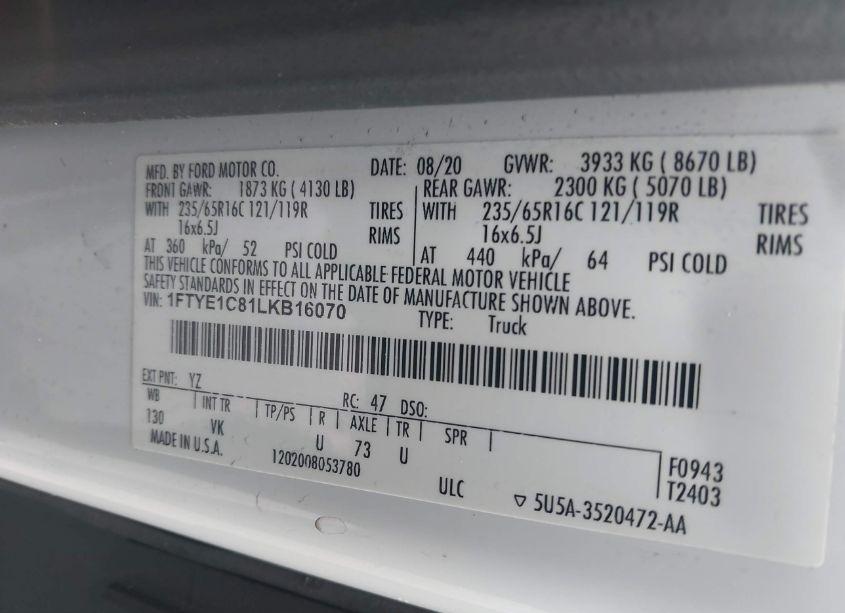 MFD. BY FORD MOTOR CO. DATE: 08/20 GVWR: 3933 KG ( 8670 LB)
FRONT GAWR: 1873 KG ( 4130 LB) REAR GAWR: 2300 KG ( 5070 LB)
WITH 235/65R16C 121/119R TIRES WITH 235/65R16C 121/119R TIRES
16x6.5J RIMS 16x6.5J RIMS
AT 360 kPa/ 52 PSI COLD AT 440 kPa/ 64 PSI COLD
THIS VEHICLE CONFORMS TO ALL APPLICABLE FEDERAL MOTOR VEHICLE
SAFETY STANDARDS IN EFFECT ON THE DATE OF MANUFACTURE SHOWN ABOVE.
VIN: 1FTYE1C81LKB16070 TYPE: Truck
EXT PNT: YZ RC: 47 DSO:
WB INT TR TP/PS R AXLE TR SPR
130 VK U 73 U
MADE IN U.S.A. 1202008053780 ULC
F0943
T2403
▽ 5U5A-3520472-AA